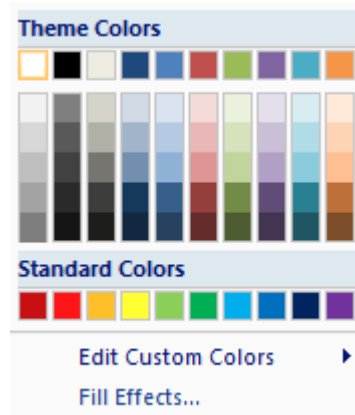 Theme Colors
Standard Colors
Edit Custom Colors
Fill Effects...